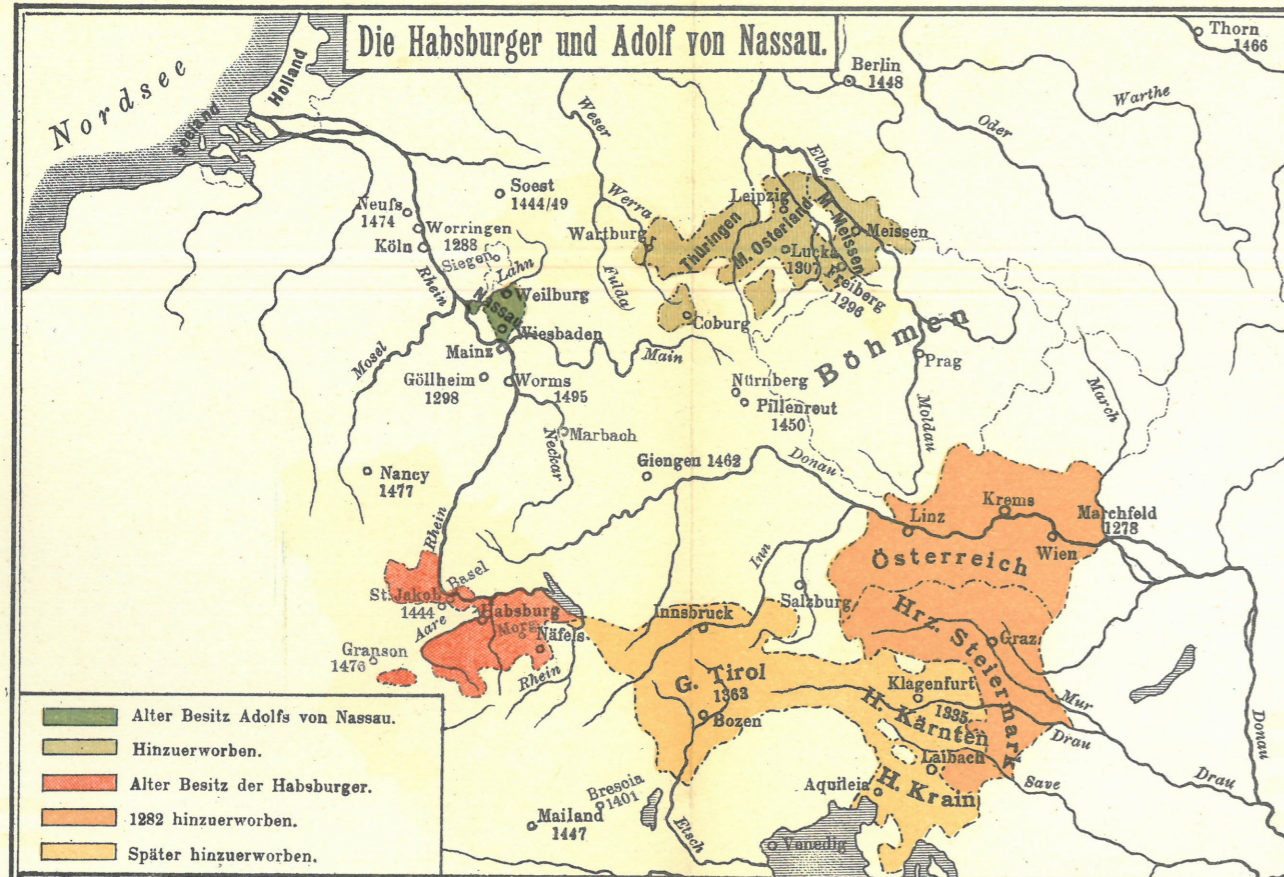 Die Habsburger und Adolf von Nassau.
Nordsee
Seeland
Holland
Thorn
1466
Berlin
1448
Warthe
Oder
Weser
Elbe
Soest
1444/49
Neuſs
1474
Worringen
1288
Köln
Siegen
Lahn
Rhein
Werra
Wartburg
Fulda
Thüringen
Leipzig
M. Osterland
M. Meissen
Meissen
Lucka
1307
Freiberg
1296
Nassau
Weilburg
Wiesbaden
Mainz
Coburg
Main
Mosel
Böhmen
Prag
Moldau
March
Göllheim
1298
Worms
1495
Nürnberg
Pillenreut
1450
Marbach
Neckar
Nancy
1477
Giengen 1462
Donau
Rhein
Linz
Krems
Marchfeld
1278
Wien
Österreich
Inn
Salzburg
St. Jakob
1444
Basel
Aare
Habsburg
Morg.
Näfels
Granson
1476
Rhein
Innsbruck
G. Tirol
1363
Bozen
Hrz. Steiermark
Graz
Mur
Klagenfurt
1335
H. Kärnten
Drau
Laibach
H. Krain
Save
Drau
Donau
Aquileia
Brescia
1401
Mailand
1447
Etsch
Venedig
Alter Besitz Adolfs von Nassau.
Hinzuerworben.
Alter Besitz der Habsburger.
1282 hinzuerworben.
Später hinzuerworben.